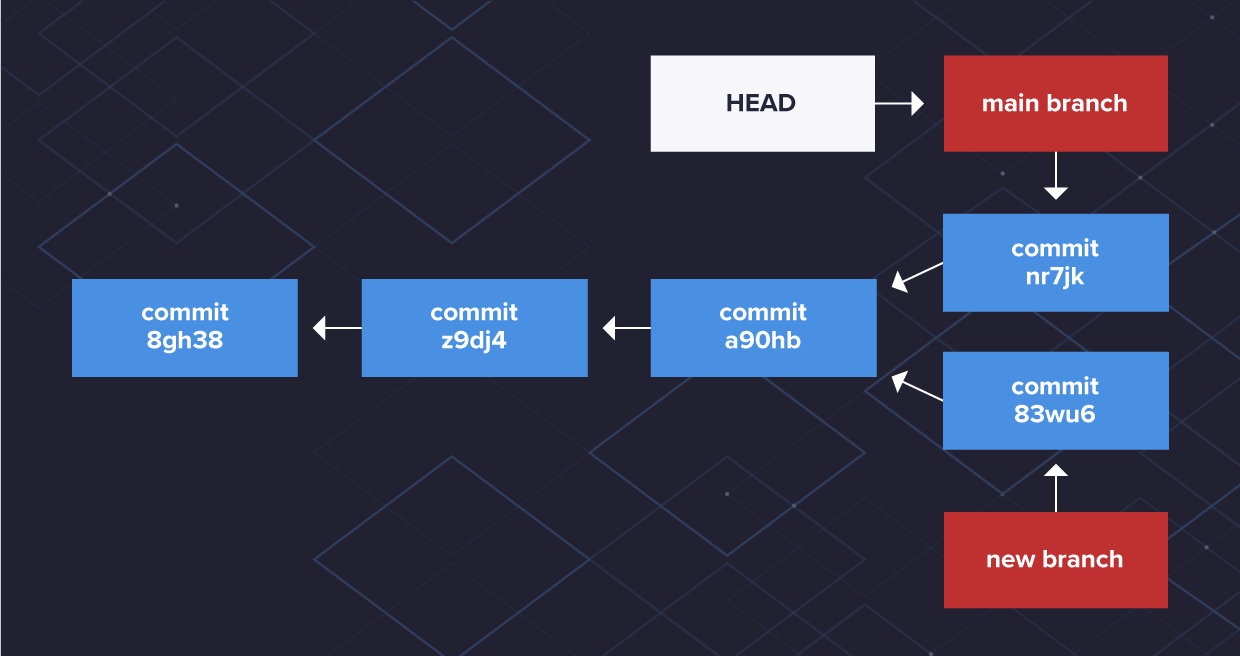 HEAD
main branch
commit
nr7jk
commit
8gh38
commit
z9dj4
commit
a90hb
commit
83wu6
new branch